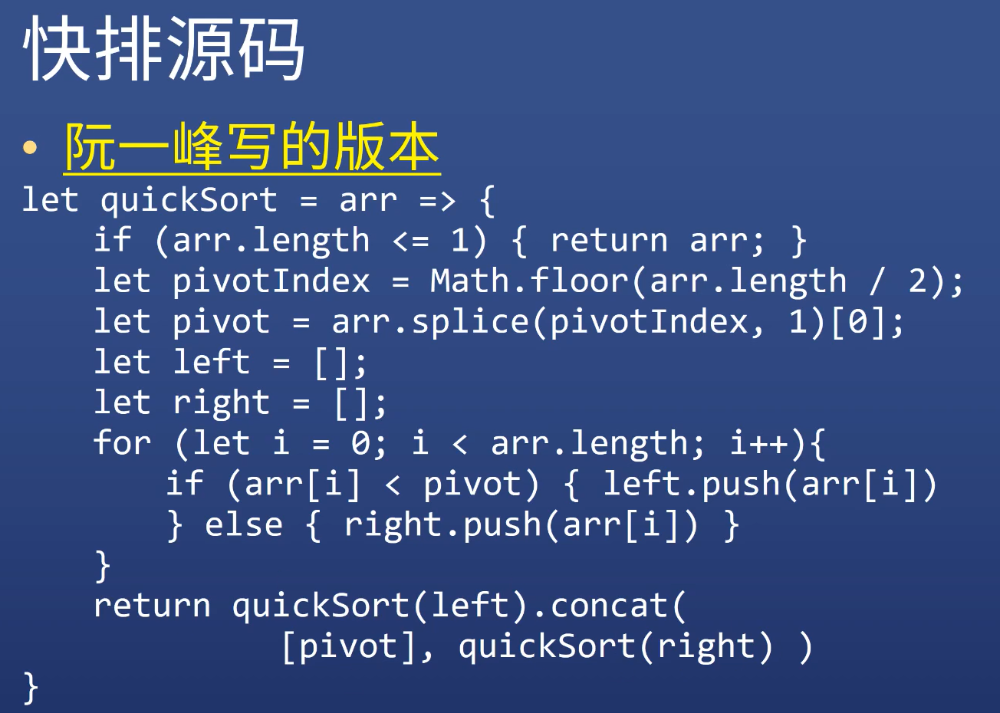 快排源码
• 阮一峰写的版本
let quickSort = arr => {
    if (arr.length <= 1) { return arr; }
    let pivotIndex = Math.floor(arr.length / 2);
    let pivot = arr.splice(pivotIndex, 1)[0];
    let left = [];
    let right = [];
    for (let i = 0; i < arr.length; i++){
        if (arr[i] < pivot) { left.push(arr[i])
        } else { right.push(arr[i]) }
    }
    return quickSort(left).concat(
             [pivot], quickSort(right) )
}